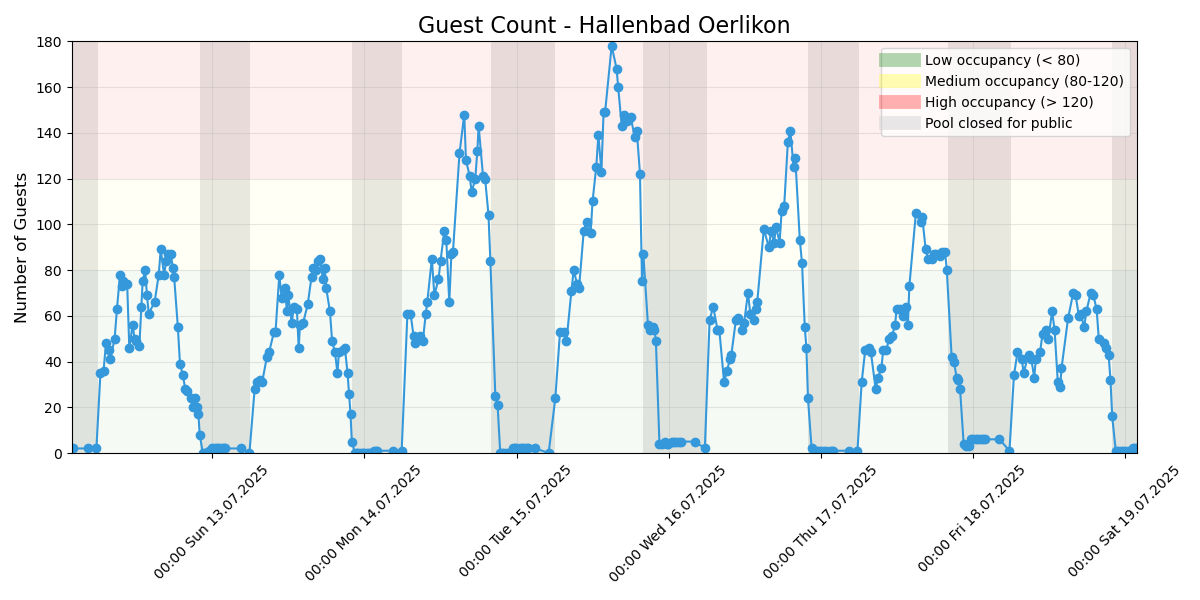 Guest Count - Hallenbad Oerlikon
Number of Guests
180
160
140
120
100
80
60
40
20
0
Low occupancy (< 80)
Medium occupancy (80-120)
High occupancy (> 120)
Pool closed for public
00:00 Sun 13.07.2025
00:00 Mon 14.07.2025
00:00 Tue 15.07.2025
00:00 Wed 16.07.2025
00:00 Thu 17.07.2025
00:00 Fri 18.07.2025
00:00 Sat 19.07.2025